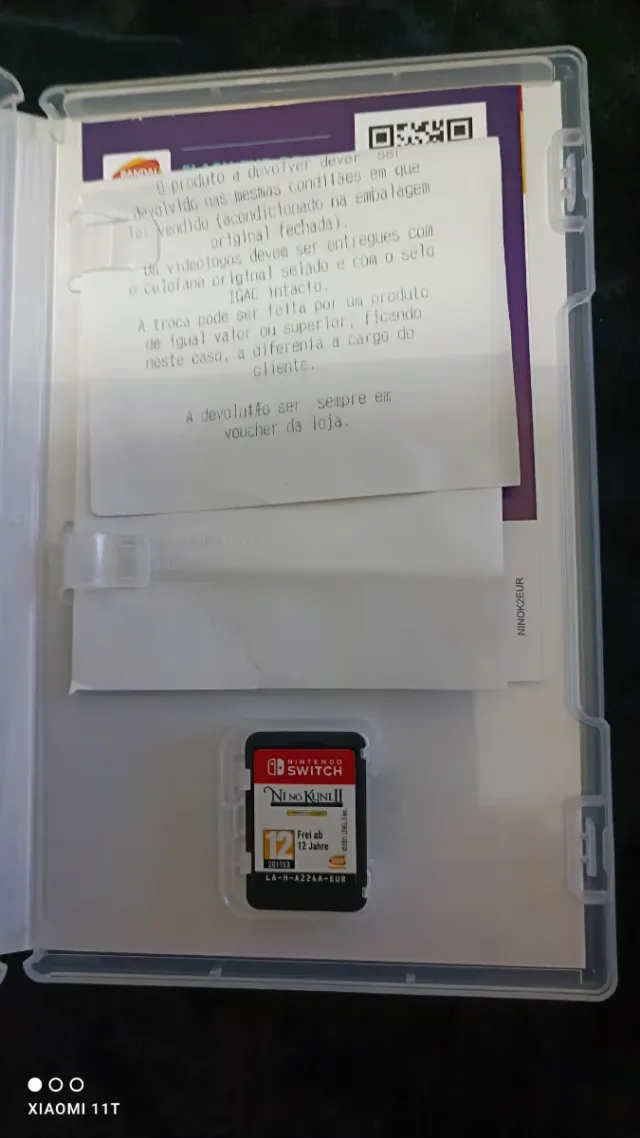 BANDAI
O produto a devolver dever ser
devolvido nas mesmas conditães em que
foi vendido (acondicionado na embalagem
original fechada).
Os videojogos devem ser entregues com
o celofane original selado e com o selo
IGAC intacto.
A troca pode ser feita por um produto
de igual valor ou superior, ficando
neste caso, a diferenta a cargo do
cliente.
A devolutão ser sempre em
voucher da loja.
NINOK2EUR
NINTENDO
SWITCH
NI NO KUNI II
12
Frei ab
12 Jahre
LA-H-A224A-EUR
XIAOMI 11T